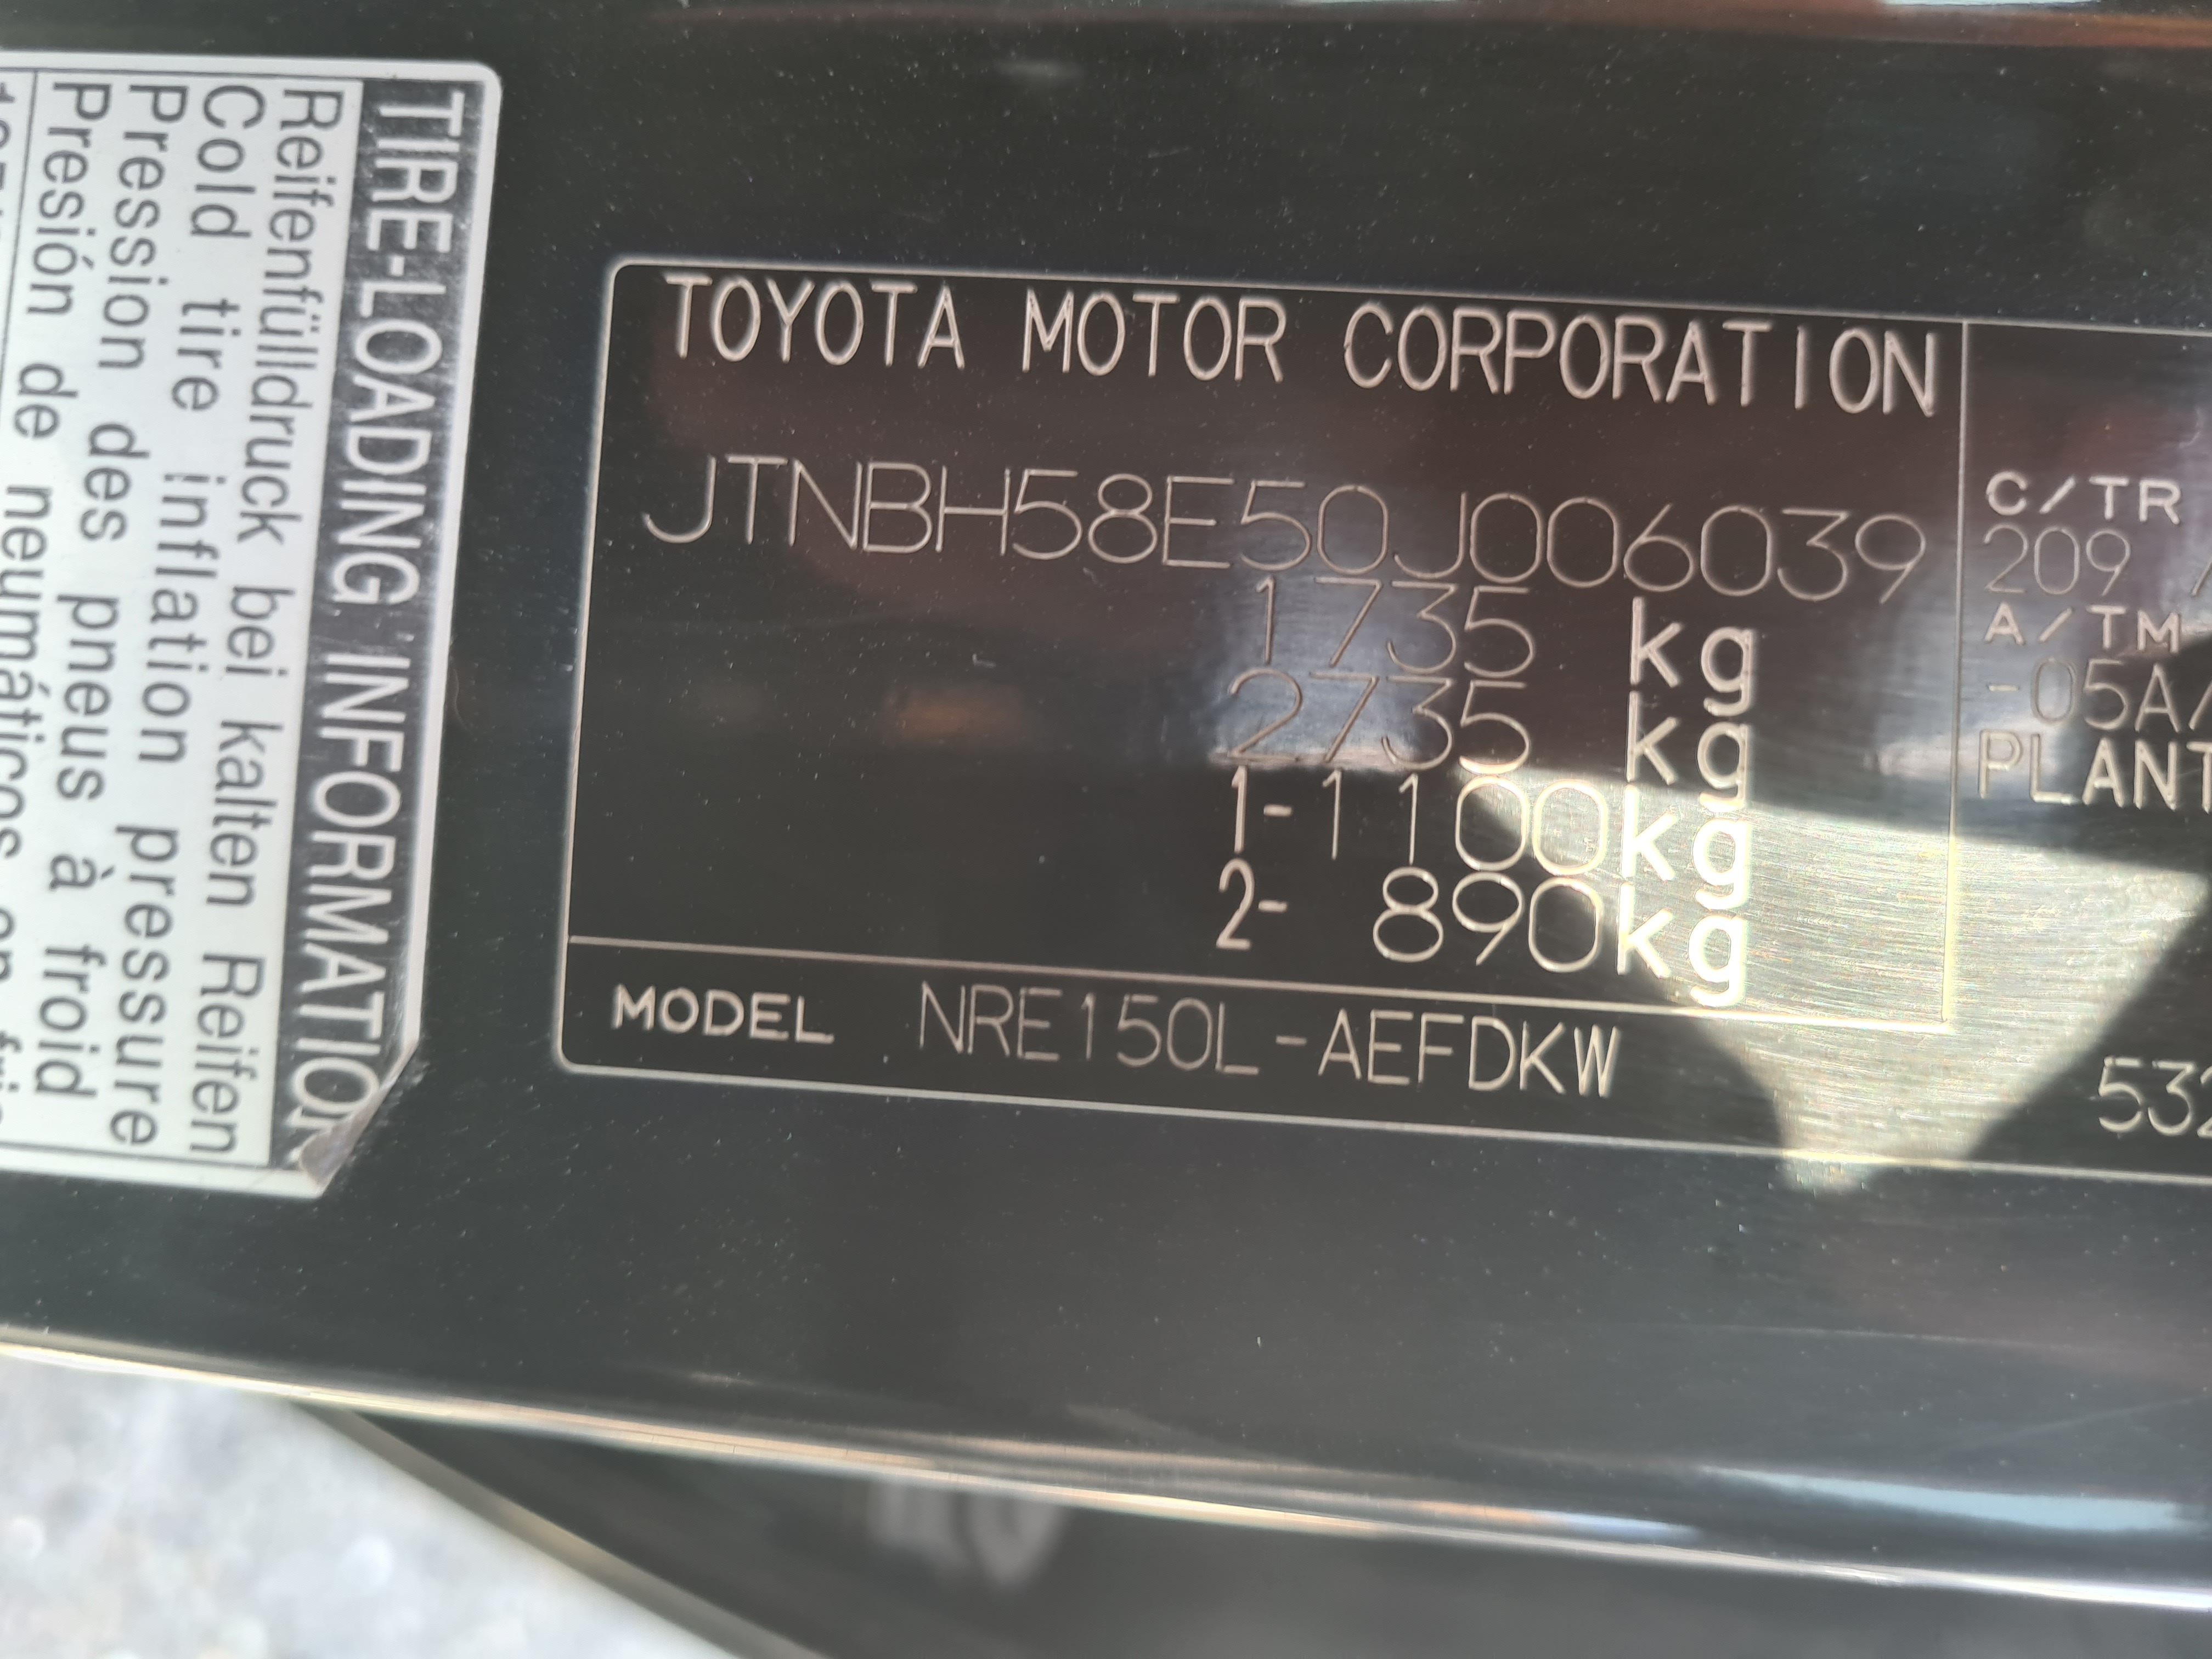 TIRE-LOADING INFORMATION
Reifenfülldruck bei kalten Reifen
Cold tire inflation pressure
Pression des pneus à froid
Presión de neumáticos en
TOYOTA MOTOR CORPORATION
JTNBH58E50J006039
1735 kg
2735 kg
1-1100kg
2- 890kg
MODEL NRE150L-AEFDKW
C/TR
209
A/TM
-05A/
PLANT
532